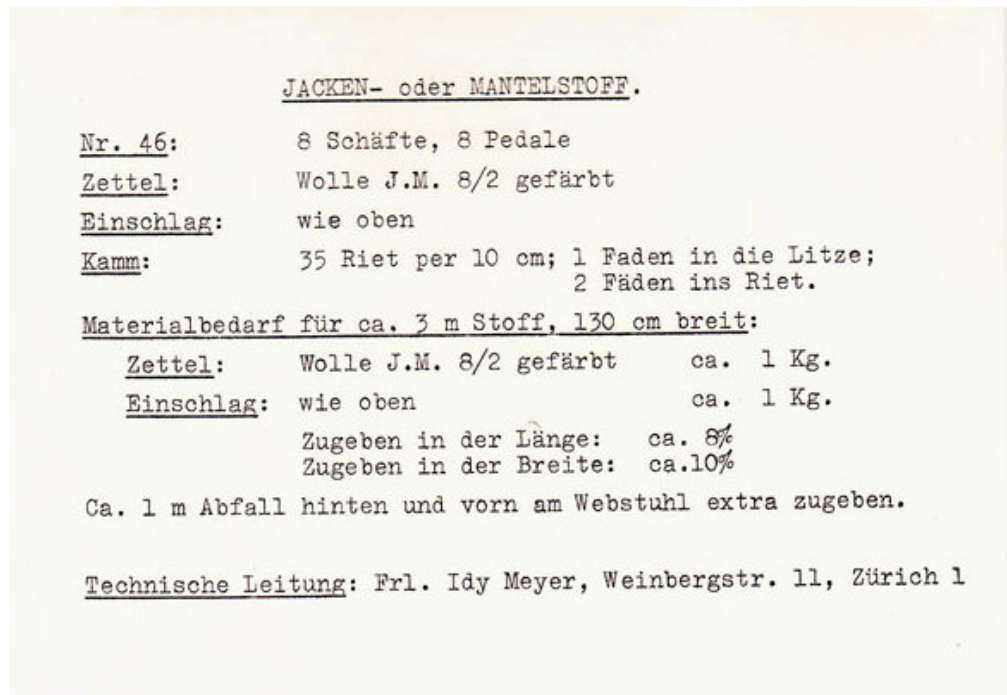 JACKEN- oder MANTELSTOFF.
Nr. 46: 8 Schäfte, 8 Pedale
Zettel: Wolle J.M. 8/2 gefärbt
Einschlag: wie oben
Kamm: 35 Riet per 10 cm; 1 Faden in die Litze;
2 Fäden ins Riet.
Materialbedarf für ca. 3 m Stoff, 130 cm breit:
Zettel: Wolle J.M. 8/2 gefärbt ca. 1 Kg.
Einschlag: wie oben ca. 1 Kg.
Zugeben in der Länge: ca. 8%
Zugeben in der Breite: ca.10%
Ca. 1 m Abfall hinten und vorn am Webstuhl extra zugeben.
Technische Leitung: Frl. Idy Meyer, Weinbergstr. 11, Zürich 1